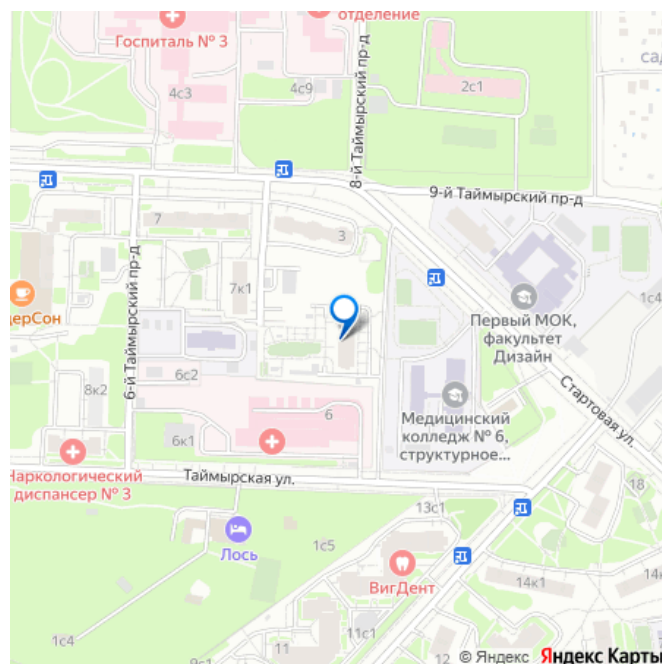 отделение
Госпиталь № 3
4с3
4с9
2с1
8-й Таймырский пр-д
9-й Таймырский пр-д
7
3
7к1
6-й Таймырский пр-д
дерСон
1с4
Первый МОК,
факультет
Дизайн
6с2
8к2
6
6к1
Медицинский
колледж № 6,
структурное...
Стартовая ул.
Наркологический
диспансер № 3
Таймырская ул.
18
13с1
Лось
1с5
ВигДент
14к1
1с4
11
11с1
12
9с1
© Яндекс Яндекс Карты